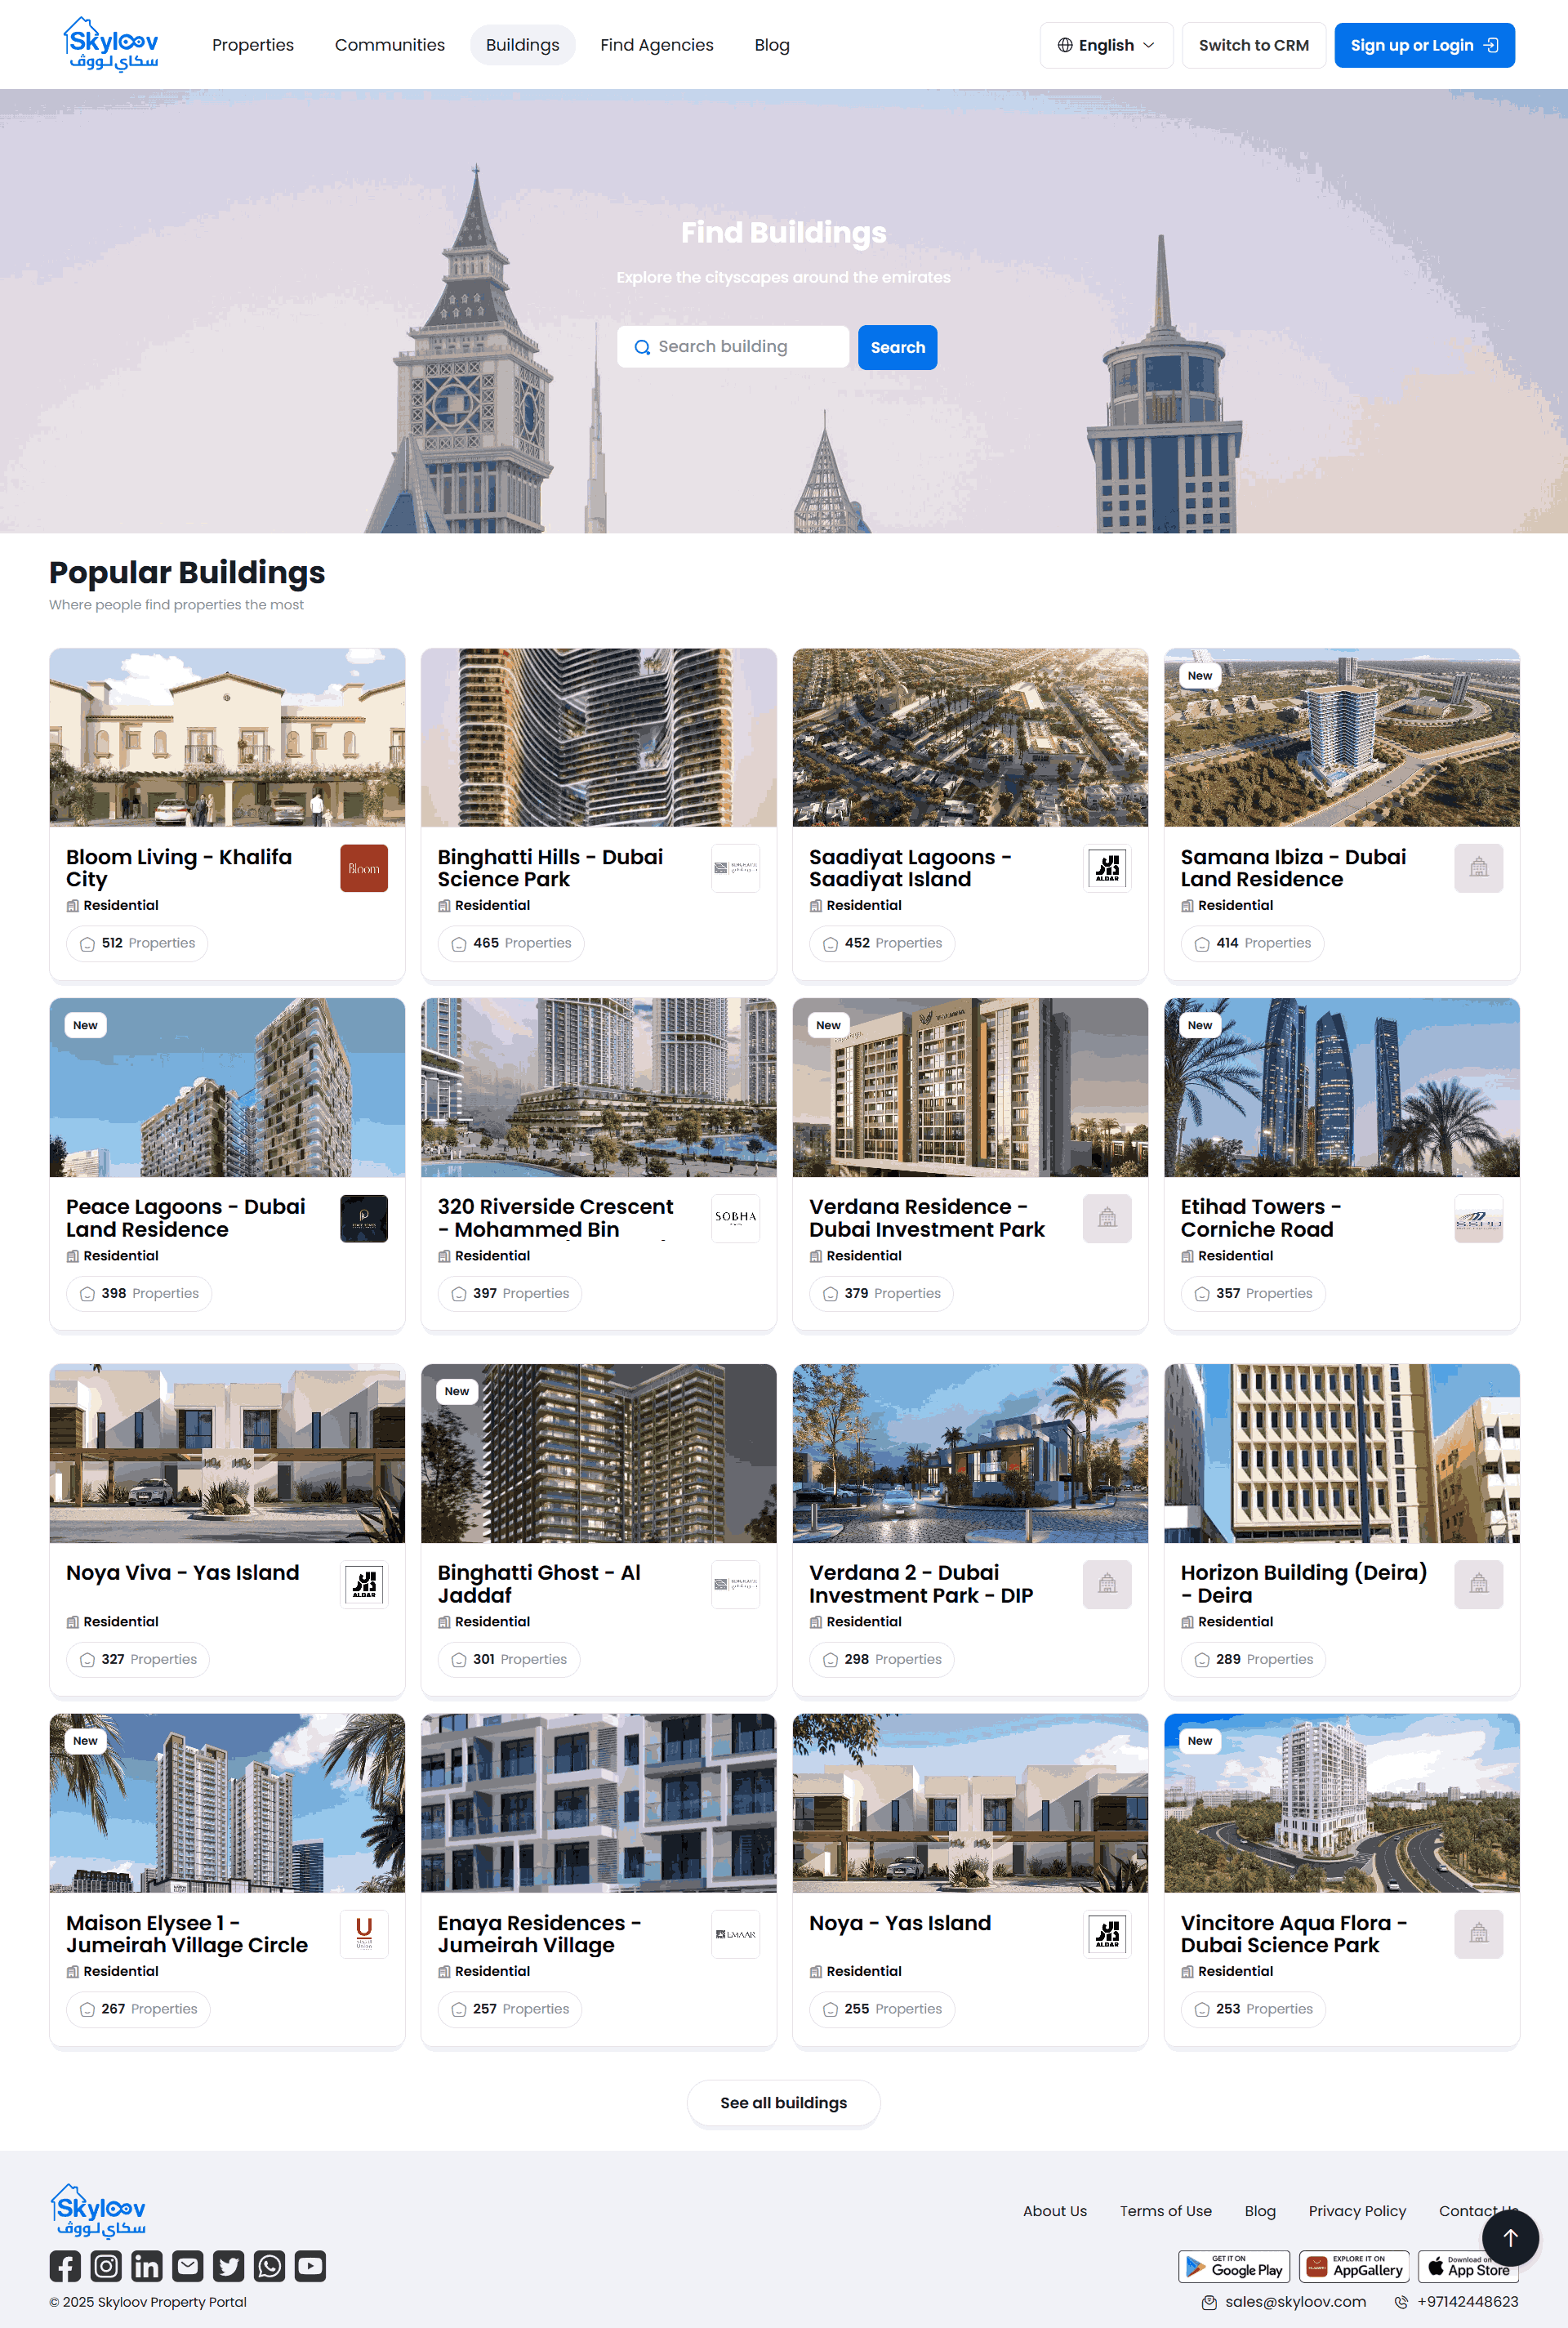 Skyloov
سكاي لـووڤ
Properties
Communities
Buildings
Find Agencies
Blog
English
Switch to CRM
Sign up or Login
Find Buildings
Explore the cityscapes around the emirates
Search building
Search
Popular Buildings
Where people find properties the most
Bloom Living - Khalifa
City
Bloom
Residential
512 Properties
Binghatti Hills - Dubai
Science Park
Residential
465 Properties
Saadiyat Lagoons -
Saadiyat Island
ALDAR
Residential
452 Properties
New
Samana Ibiza - Dubai
Land Residence
Residential
414 Properties
New
Peace Lagoons - Dubai
Land Residence
Residential
398 Properties
320 Riverside Crescent
- Mohammed Bin
SOBHA
Residential
397 Properties
New
Verdana Residence -
Dubai Investment Park
Residential
379 Properties
New
Etihad Towers -
Corniche Road
Residential
357 Properties
Noya Viva - Yas Island
ALDAR
Residential
327 Properties
New
Binghatti Ghost - Al
Jaddaf
Residential
301 Properties
Verdana 2 - Dubai
Investment Park - DIP
Residential
298 Properties
Horizon Building (Deira)
- Deira
Residential
289 Properties
New
Maison Elysee 1 -
Jumeirah Village Circle
Residential
267 Properties
Enaya Residences -
Jumeirah Village
Residential
257 Properties
Noya - Yas Island
ALDAR
Residential
255 Properties
New
Vincitore Aqua Flora -
Dubai Science Park
Residential
253 Properties
See all buildings
Skyloov
سكاي لـووڤ
About Us
Terms of Use
Blog
Privacy Policy
Contact
GET IT ON
Google Play
EXPLORE IT ON
AppGallery
Download on
App Store
© 2025 Skyloov Property Portal
sales@skyloov.com
+97142448623